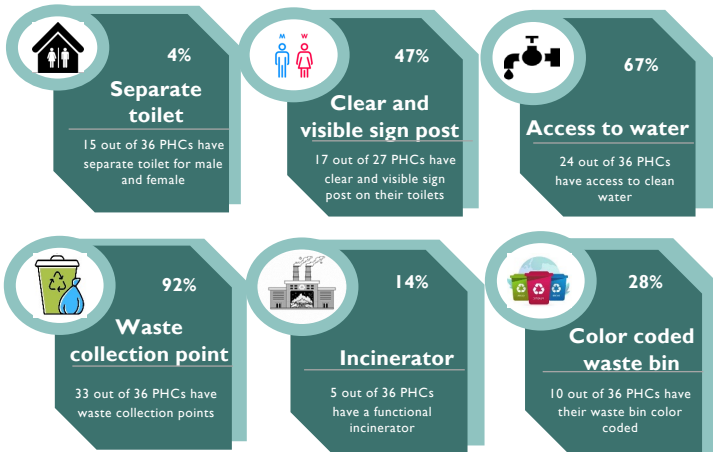 4%
Separate
toilet
15 out of 36 PHCs have
separate toilet for male
and female
M W
47%
Clear and
visible sign post
17 out of 27 PHCs have
clear and visible sign
post on their toilets
67%
Access to water
24 out of 36 PHCs
have access to clean
water
92%
Waste
collection point
33 out of 36 PHCs have
waste collection points
14%
Incinerator
5 out of 36 PHCs
have a functional
incinerator
28%
Color coded
waste bin
10 out of 36 PHCs have
their waste bin color
coded